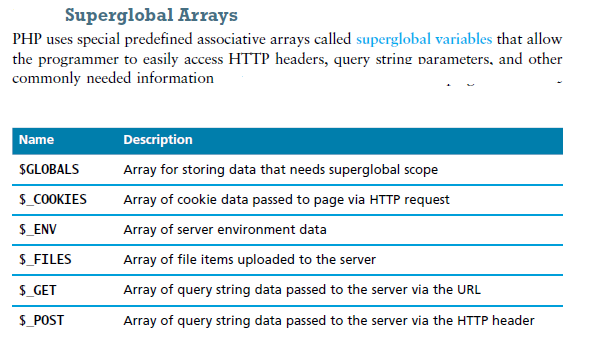 Superglobal Arrays
PHP uses special predefined associative arrays called superglobal variables that allow
the programmer to easily access HTTP headers, query string parameters, and other
commonly needed information
Name Description
$GLOBALS Array for storing data that needs superglobal scope
$_COOKIES Array of cookie data passed to page via HTTP request
$_ENV Array of server environment data
$_FILES Array of file items uploaded to the server
$_GET Array of query string data passed to the server via the URL
$_POST Array of query string data passed to the server via the HTTP header